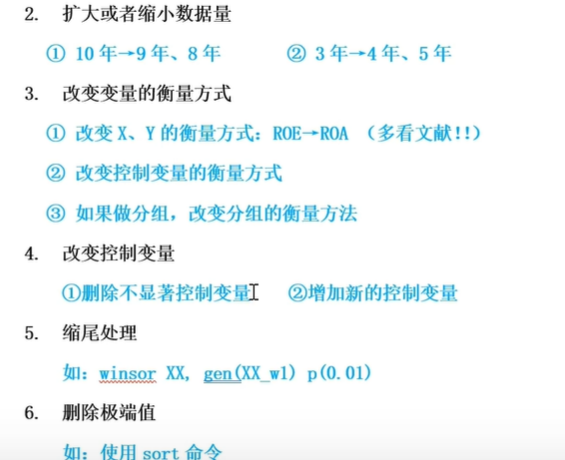 2. 扩大或者缩小数据量
① 10 年→9 年、8 年 ② 3 年→4 年、5 年
3. 改变变量的衡量方式
① 改变 X、Y 的衡量方式：ROE→ROA （多看文献!!）
② 改变控制变量的衡量方式
③ 如果做分组，改变分组的衡量方法
4. 改变控制变量
①删除不显著控制变量 ②增加新的控制变量
5. 缩尾处理
如：winsor XX, gen(XX_w1) p(0.01)
6. 删除极端值
如：使用 sort 命令